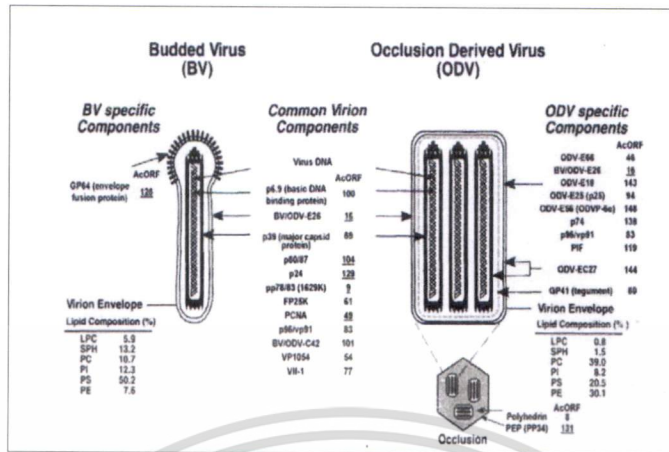 Budded Virus
(BV)
Occlusion Derived Virus
(ODV)
BV specific
Components
AcORF
GP64 (envelope
fusion protein) 128
Common Virion
Components
Virus DNA
AcORF
p6.9 (basic DNA
binding protein) 100
BV/ODV-E26 16
p39 (major capsid
protein) 89
p80/87 104
p24 129
pp78/83 (1629K) 9
FP25K 61
PCNA 49
p96/vp91 83
BV/ODV-C42 101
VP1054 54
Vlf-1 77
ODV specific
Components
AcORF
ODV-E66 46
BV/ODV-E26 16
ODV-E18 143
ODV-E25 (p25) 94
ODV-E56 (ODVP-6e) 148
p74 138
p96/vp91 83
PIF 119
ODV-EC27 144
GP41 (tegument) 80
Virion Envelope
Lipid Composition (%)
LPC 5.9
SPH 13.2
PC 10.7
PI 12.3
PS 50.2
PE 7.6
Virion Envelope
Lipid Composition (%)
LPC 0.8
SPH 1.5
PC 39.0
PI 8.2
PS 20.5
PE 30.1
AcORF
Polyhedrin 8
PEP (PP34) 131
Occlusion